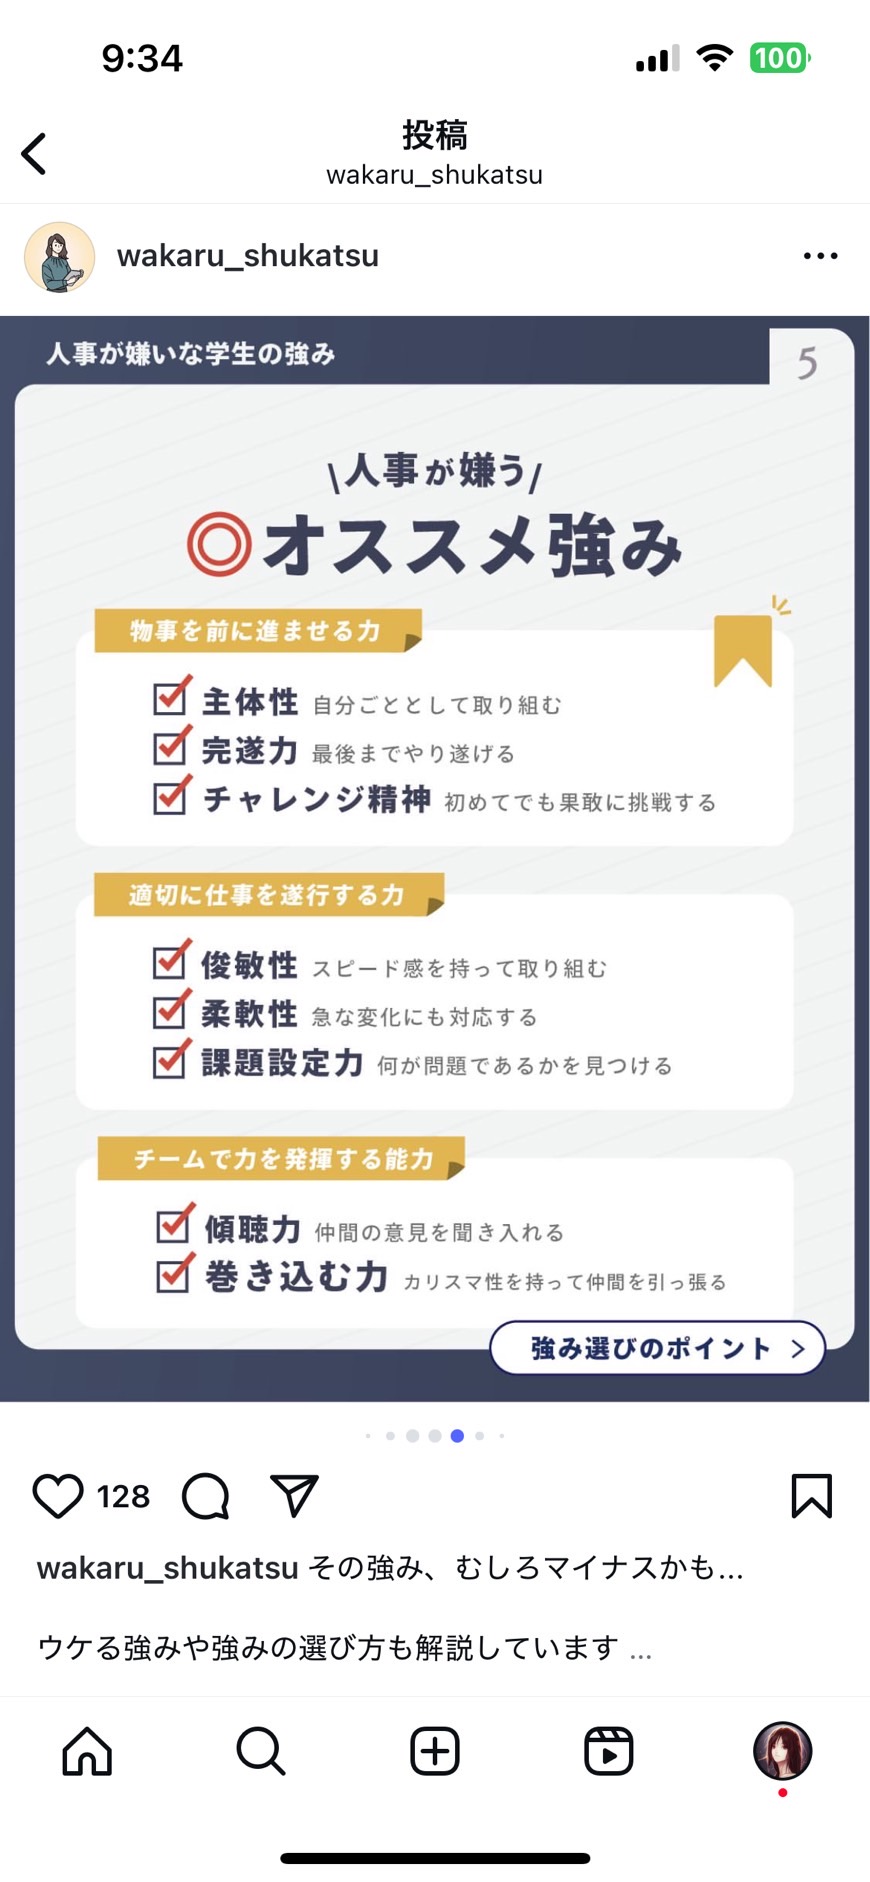 9:34
100
投稿
wakaru_shukatsu
wakaru_shukatsu
人事が嫌いな学生の強み
5
\人事が嫌う/
◎オススメ強み
物事を前に進ませる力
主体性 自分ごととして取り組む
完遂力 最後までやり遂げる
チャレンジ精神 初めてでも果敢に挑戦する
適切に仕事を遂行する力
俊敏性 スピード感を持って取り組む
柔軟性 急な変化にも対応する
課題設定力 何が問題であるかを見つける
チームで力を発揮する能力
傾聴力 仲間の意見を聞き入れる
巻き込む力 カリスマ性を持って仲間を引っ張る
強み選びのポイント >
128
wakaru_shukatsu その強み、むしろマイナスかも...
ウケる強みや強みの選び方も解説しています ...